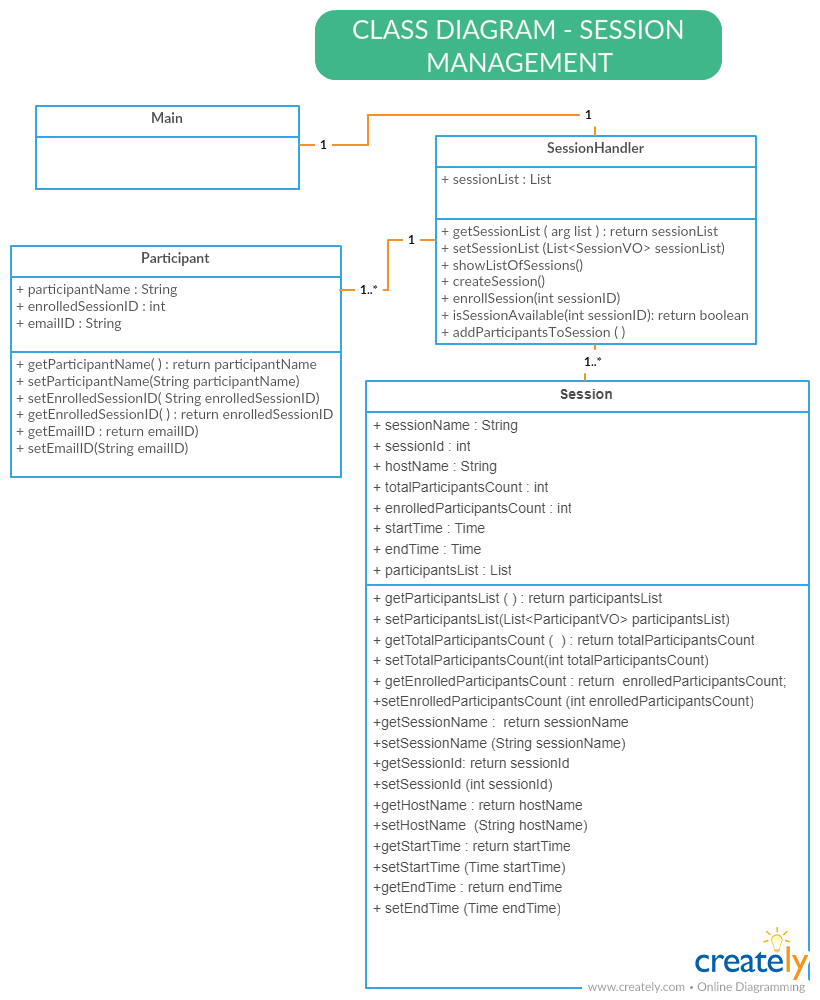 CLASS DIAGRAM - SESSION
MANAGEMENT
Main
1
1
SessionHandler
+ sessionList : List
+ getSessionList ( arg list ) : return sessionList
+ setSessionList (List<SessionVO> sessionList)
+ showListOfSessions()
+ createSession()
+ enrollSession(int sessionID)
+ isSessionAvailable(int sessionID): return boolean
+ addParticipantsToSession ( )
1
1..*
Participant
+ participantName : String
+ enrolledSessionID : int
+ emailID : String
+ getParticipantName( ) : return participantName
+ setParticipantName(String participantName)
+ setEnrolledSessionID( String enrolledSessionID)
+ getEnrolledSessionID( ) : return enrolledSessionID
+ getEmailID : return emailID)
+ setEmailID(String emailID)
1..*
Session
+ sessionName : String
+ sessionId : int
+ hostName : String
+ totalParticipantsCount : int
+ enrolledParticipantsCount : int
+ startTime : Time
+ endTime : Time
+ participantsList : List
+ getParticipantsList ( ) : return participantsList
+ setParticipantsList(List<ParticipantVO> participantsList)
+ getTotalParticipantsCount (  ) : return totalParticipantsCount
+ setTotalParticipantsCount(int totalParticipantsCount)
+ getEnrolledParticipantsCount : return  enrolledParticipantsCount;
+setEnrolledParticipantsCount (int enrolledParticipantsCount)
+getSessionName :  return sessionName
+setSessionName (String sessionName)
+getSessionId: return sessionId
+setSessionId (int sessionId)
+getHostName : return hostName
+setHostName  (String hostName)
+getStartTime : return startTime
+setStartTime (Time startTime)
+getEndTime : return endTime
+ setEndTime (Time endTime)
creately
www.creately.com • Online Diagramming